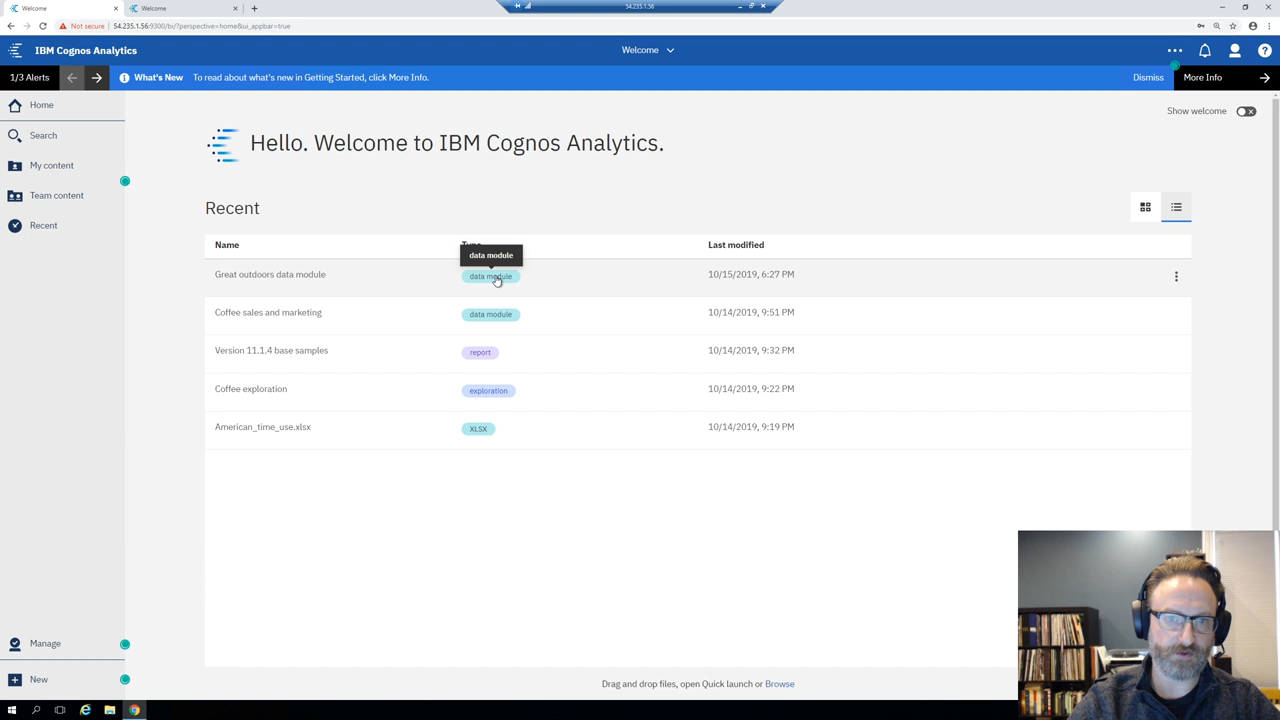 Welcome
Welcome
54.235.1.56
Not secure
54.235.1.56:9300/bi/?perspective=home&ui_appbar=true
IBM Cognos Analytics
Welcome
1/3 Alerts
What's New
To read about what's new in Getting Started, click More Info.
Dismiss
More Info
Home
Search
My content
Team content
Recent
Manage
New
Show welcome
Hello. Welcome to IBM Cognos Analytics.
Recent
Name
Type
Last modified
data module
Great outdoors data module
data module
10/15/2019, 6:27 PM
Coffee sales and marketing
data module
10/14/2019, 9:51 PM
Version 11.1.4 base samples
report
10/14/2019, 9:32 PM
Coffee exploration
exploration
10/14/2019, 9:22 PM
American_time_use.xlsx
XLSX
10/14/2019, 9:19 PM
Drag and drop files, open Quick launch or Browse